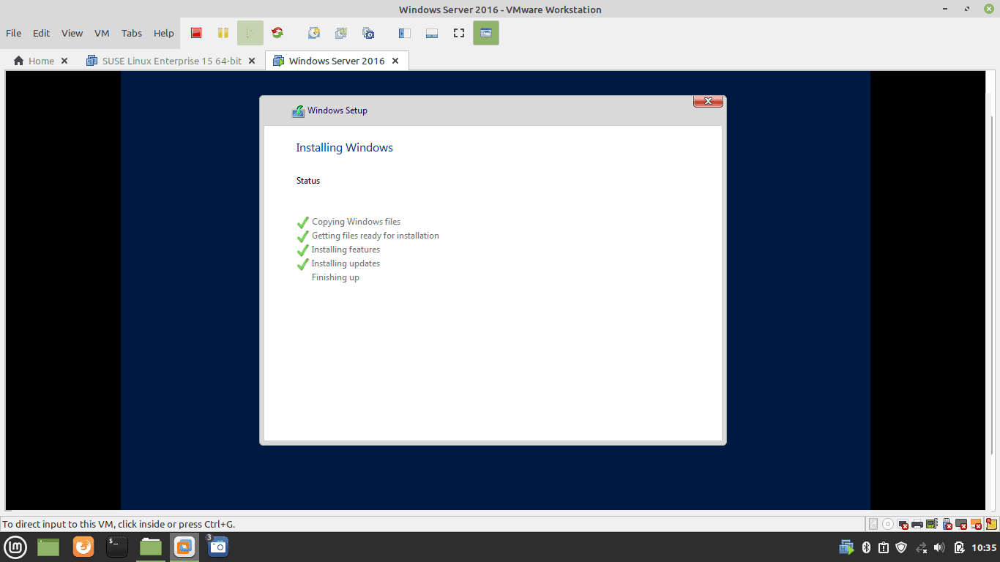 Windows Server 2016 - VMware Workstation
File Edit View VM Tabs Help
Home SUSE Linux Enterprise 15 64-bit Windows Server 2016
Windows Setup
Installing Windows
Status
Copying Windows files
Getting files ready for installation
Installing features
Installing updates
Finishing up
To direct input to this VM, click inside or press Ctrl+G.
$_
3
10:35